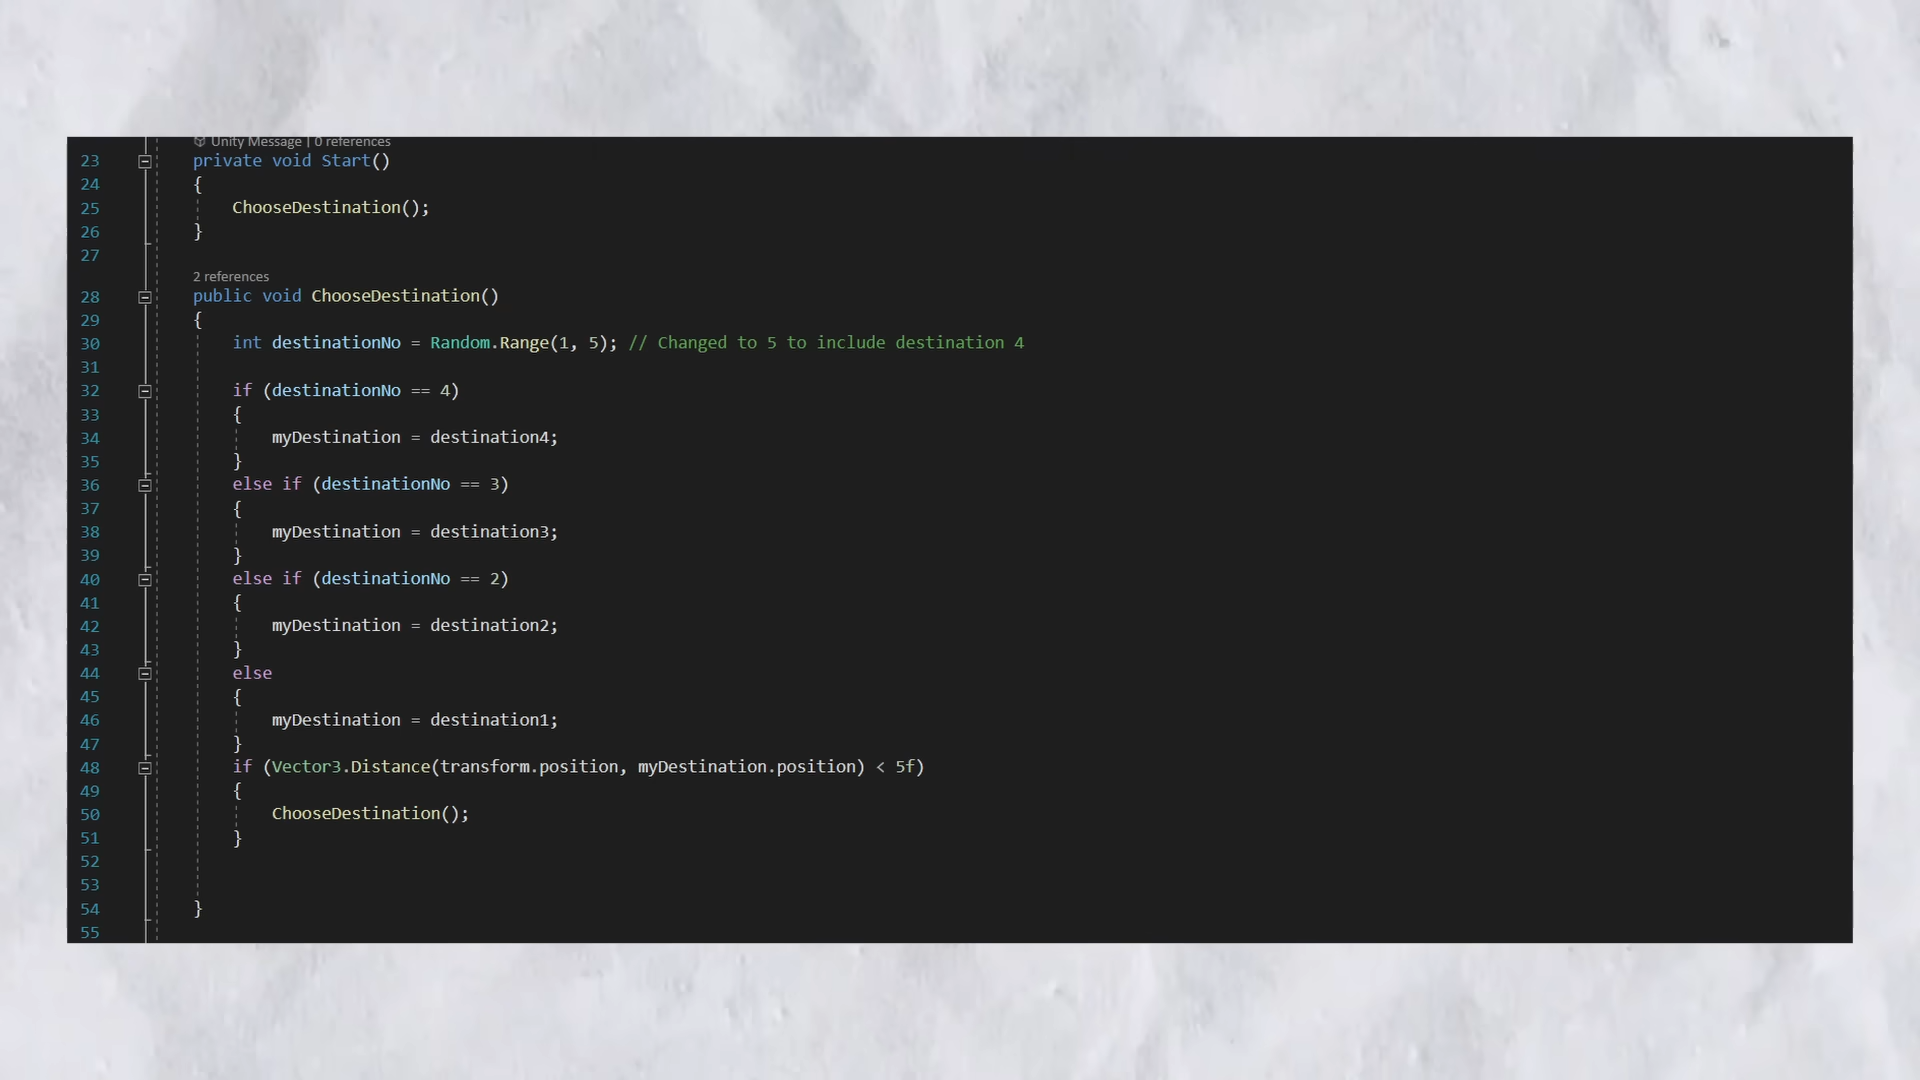 Unity Message | 0 references
23 private void Start()
24 {
25 ChooseDestination();
26 }
27
2 references
28 public void ChooseDestination()
29 {
30 int destinationNo = Random.Range(1, 5); // Changed to 5 to include destination 4
31
32 if (destinationNo == 4)
33 {
34 myDestination = destination4;
35 }
36 else if (destinationNo == 3)
37 {
38 myDestination = destination3;
39 }
40 else if (destinationNo == 2)
41 {
42 myDestination = destination2;
43 }
44 else
45 {
46 myDestination = destination1;
47 }
48 if (Vector3.Distance(transform.position, myDestination.position) < 5f)
49 {
50 ChooseDestination();
51 }
52
53
54 }
55